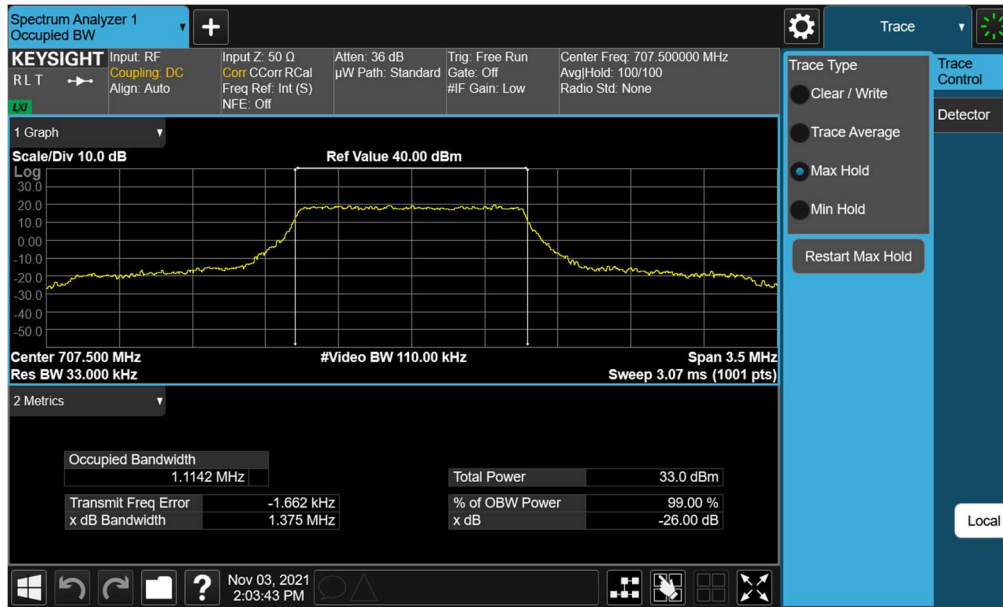 Spectrum Analyzer 1
Occupied BW
+
Trace
KEYSIGHT
R L T
LXI
Input: RF
Coupling: DC
Align: Auto
Input Z: 50 Ω
Corr CCorr RCal
Freq Ref: Int (S)
NFE: Off
Atten: 36 dB
µW Path: Standard
Trig: Free Run
Gate: Off
#IF Gain: Low
Center Freq: 707.500000 MHz
Avg|Hold: 100/100
Radio Std: None
1 Graph
Scale/Div 10.0 dB
Ref Value 40.00 dBm
Log
30.0
20.0
10.0
0.00
-10.0
-20.0
-30.0
-40.0
-50.0
Center 707.500 MHz
#Video BW 110.00 kHz
Span 3.5 MHz
Res BW 33.000 kHz
Sweep 3.07 ms (1001 pts)
2 Metrics
Occupied Bandwidth
1.1142 MHz
Total Power 33.0 dBm
Transmit Freq Error -1.662 kHz
% of OBW Power 99.00 %
x dB Bandwidth 1.375 MHz
x dB -26.00 dB
?
Nov 03, 2021
2:03:43 PM
Trace Type
Clear / Write
Trace Average
Max Hold
Min Hold
Restart Max Hold
Trace
Control
Detector
Local